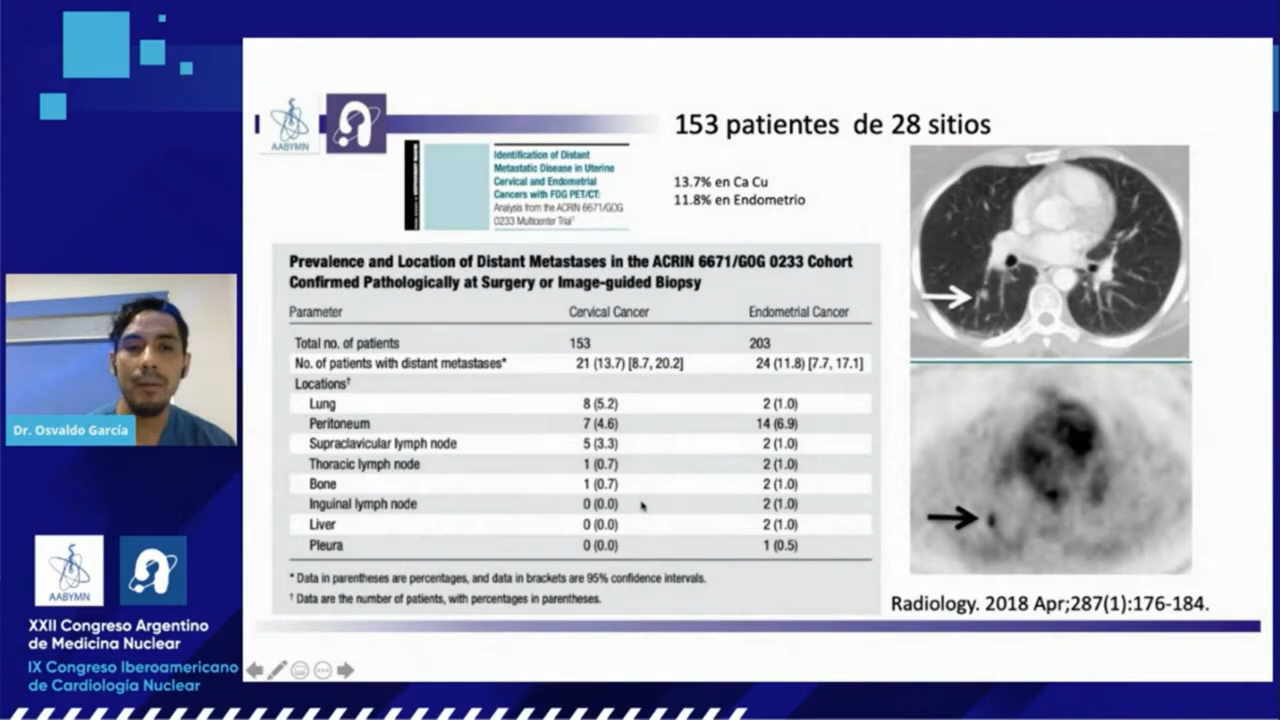 AABYMN
153 patientes de 28 sitios
Identification of Distant
Metastatic Disease in Uterine
Cervical and Endometrial
Cancers with FDG PET/CT:
Analysis from the ACRIN 6671/GOG
0233 Multicenter Trial†
13.7% en Ca Cu
11.8% en Endometrio
Prevalence and Location of Distant Metastases in the ACRIN 6671/GOG 0233 Cohort
Confirmed Pathologically at Surgery or Image-guided Biopsy
Parameter Cervical Cancer Endometrial Cancer
Total no. of patients 153 203
No. of patients with distant metastases* 21 (13.7) [8.7, 20.2] 24 (11.8) [7.7, 17.1]
Locations†
Lung 8 (5.2) 2 (1.0)
Peritoneum 7 (4.6) 14 (6.9)
Supraclavicular lymph node 5 (3.3) 2 (1.0)
Thoracic lymph node 1 (0.7) 2 (1.0)
Bone 1 (0.7) 2 (1.0)
Inguinal lymph node 0 (0.0) 2 (1.0)
Liver 0 (0.0) 2 (1.0)
Pleura 0 (0.0) 1 (0.5)
* Data in parentheses are percentages, and data in brackets are 95% confidence intervals.
† Data are the number of patients, with percentages in parentheses.
Radiology. 2018 Apr;287(1):176-184.
Dr. Osvaldo García
AABYMN
XXII Congreso Argentino
de Medicina Nuclear
IX Congreso Iberoamericano
de Cardiología Nuclear